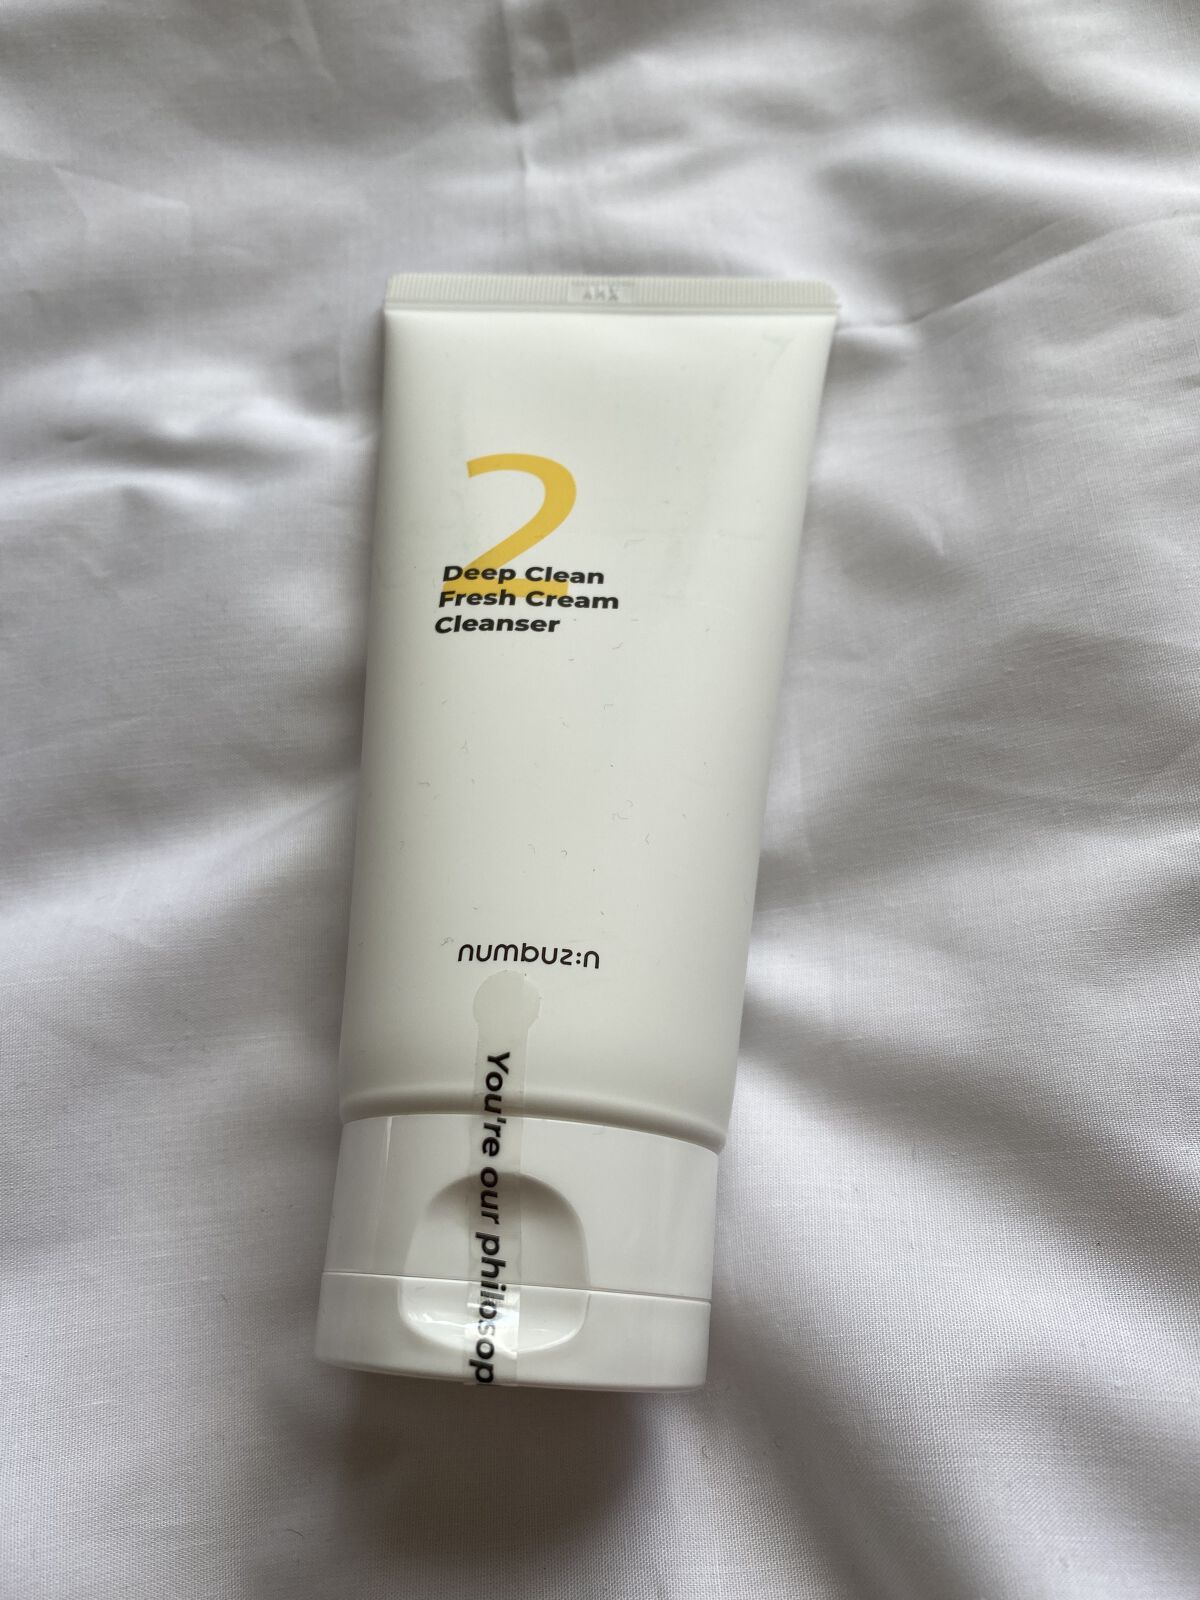 2
Deep Clean
Fresh Cream
Cleanser
numbuz:n
You're our philosop